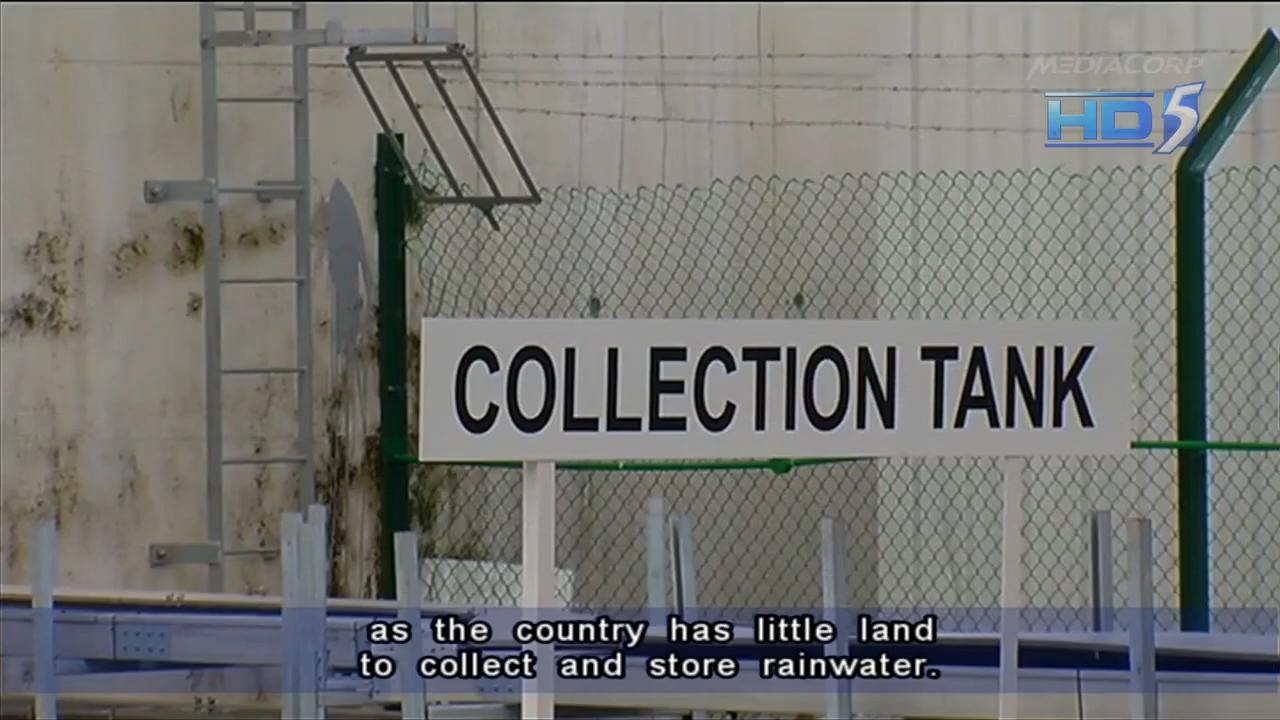 MEDIACORP
HD5
COLLECTION TANK
as the country has little land
to collect and store rainwater.